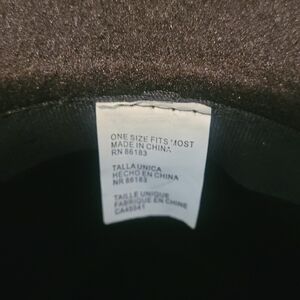 ONE SIZE FITS MOST
MADE IN CHINA
RN 86183
TALLA UNICA
HECHO EN CHINA
NR 86183
TAILLE UNIQUE
FABRIQUE EN CHINE
CA45041